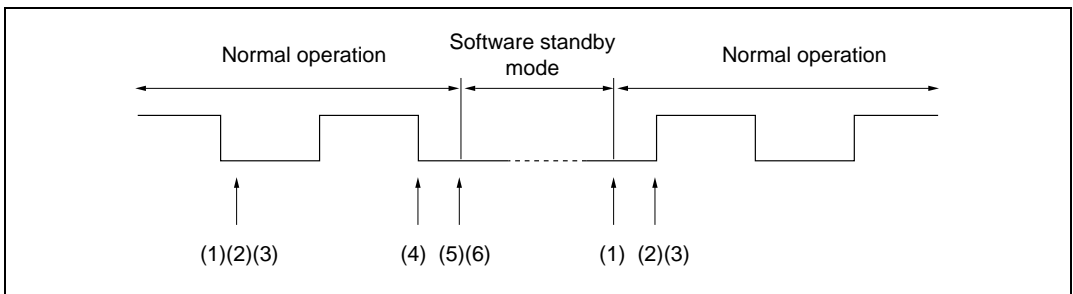 Normal operation
Software standby
mode
Normal operation
(1)(2)(3)
(4)
(5)(6)
(1)
(2)(3)